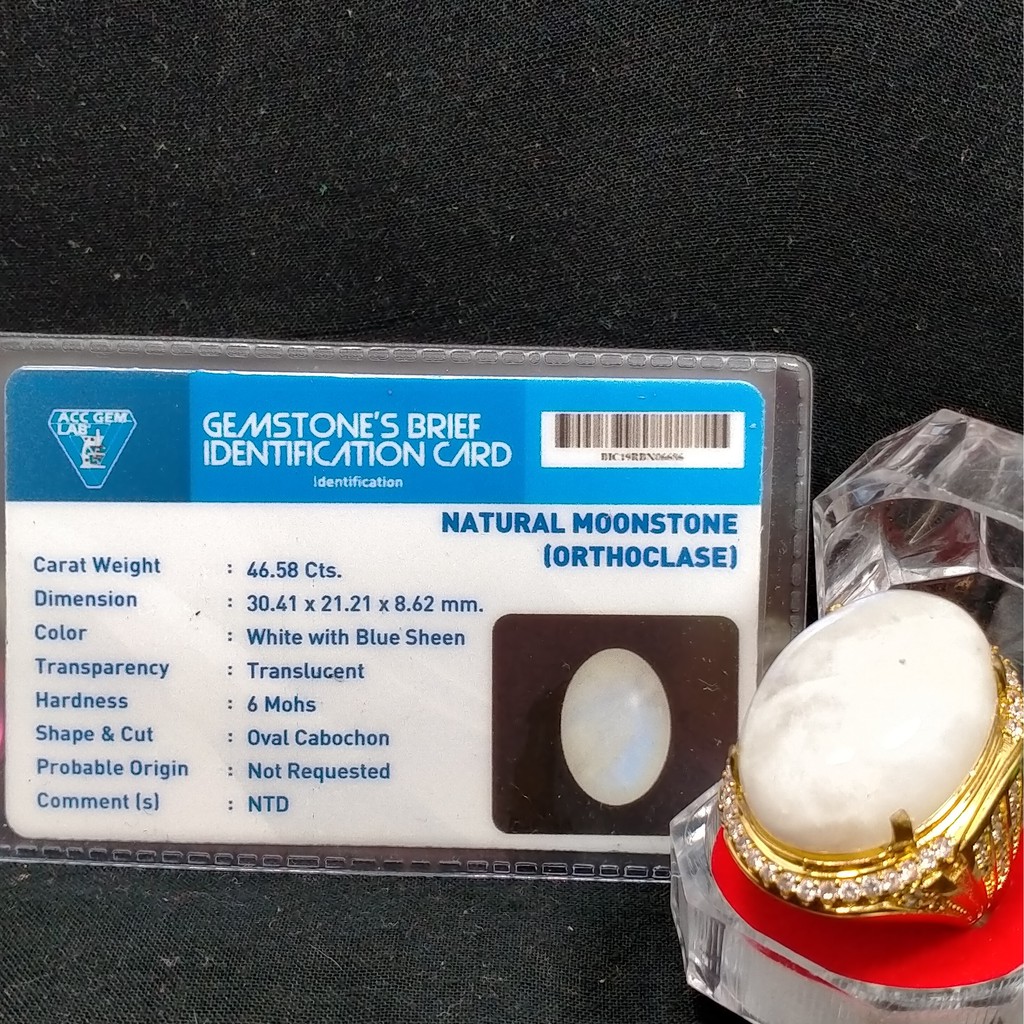 ACC GEM
LAB
GEMSTONE'S BRIEF
IDENTIFICATION CARD
Identification
BIC19RBN06686
NATURAL MOONSTONE
(ORTHOCLASE)
Carat Weight : 46.58 Cts.
Dimension : 30.41 x 21.21 x 8.62 mm.
Color : White with Blue Sheen
Transparency : Translucent
Hardness : 6 Mohs
Shape & Cut : Oval Cabochon
Probable Origin : Not Requested
Comment (s) : NTD